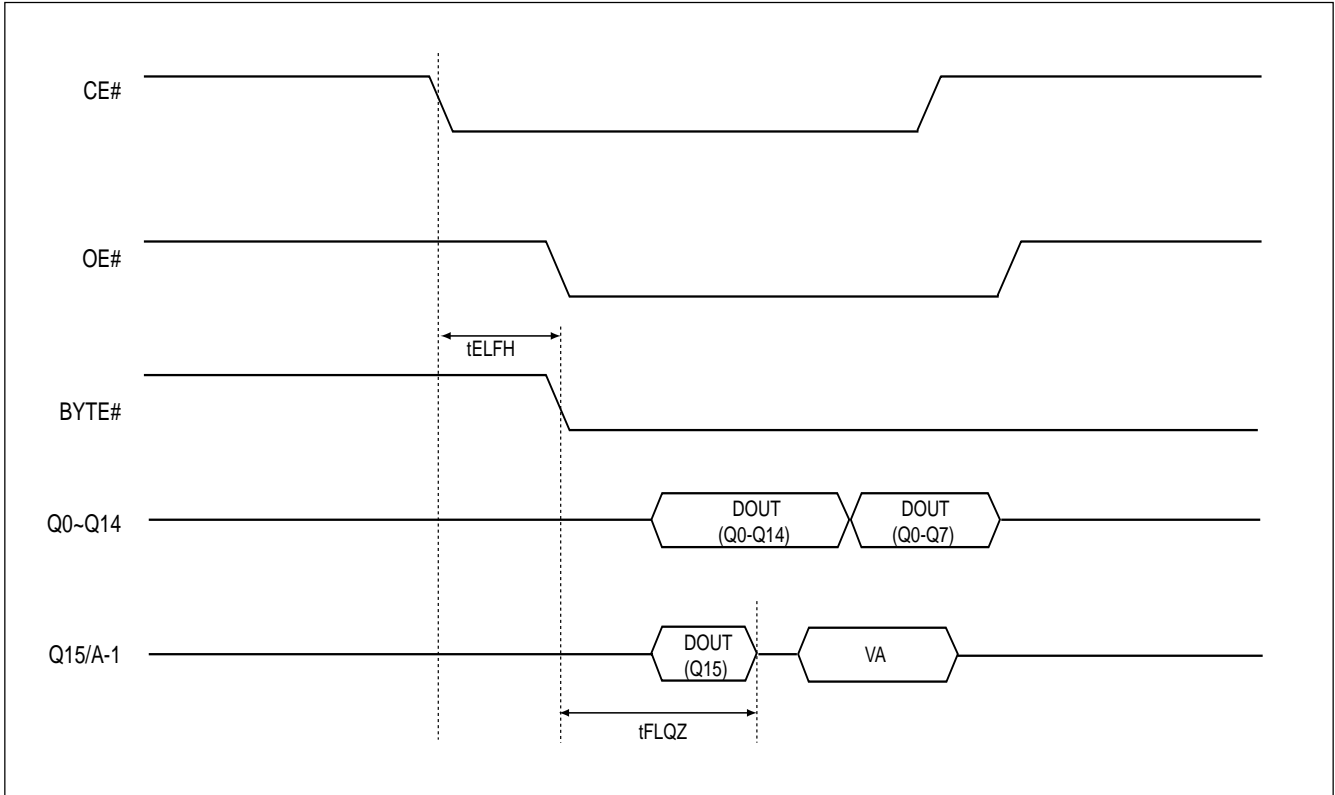 CE#
OE#
tELFH
BYTE#
Q0~Q14
DOUT
(Q0-Q14)
DOUT
(Q0-Q7)
Q15/A-1
DOUT
(Q15)
VA
tFLQZ